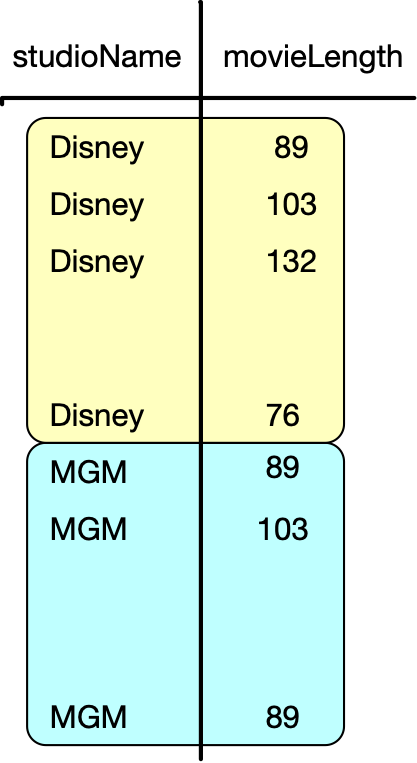 studioName movieLength
Disney 89
Disney 103
Disney 132
Disney 76
MGM 89
MGM 103
MGM 89